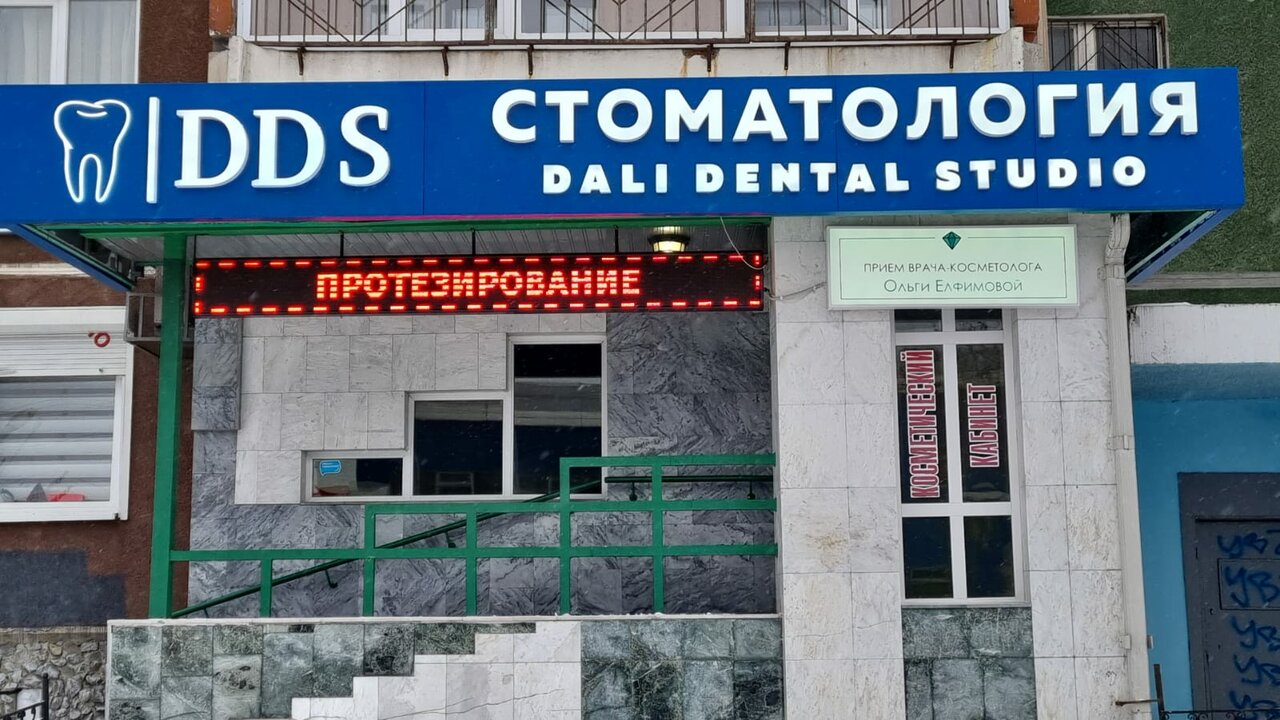 DDS
СТОМАТОЛОГИЯ
DALI DENTAL STUDIO
ПРОТЕЗИРОВАНИЕ
ПРИЕМ ВРАЧА-КОСМЕТОЛОГА
ОЛЬГИ ЕЛФИМОВОЙ
КОСМЕТИЧЕСКИЙ
КАБИНЕТ